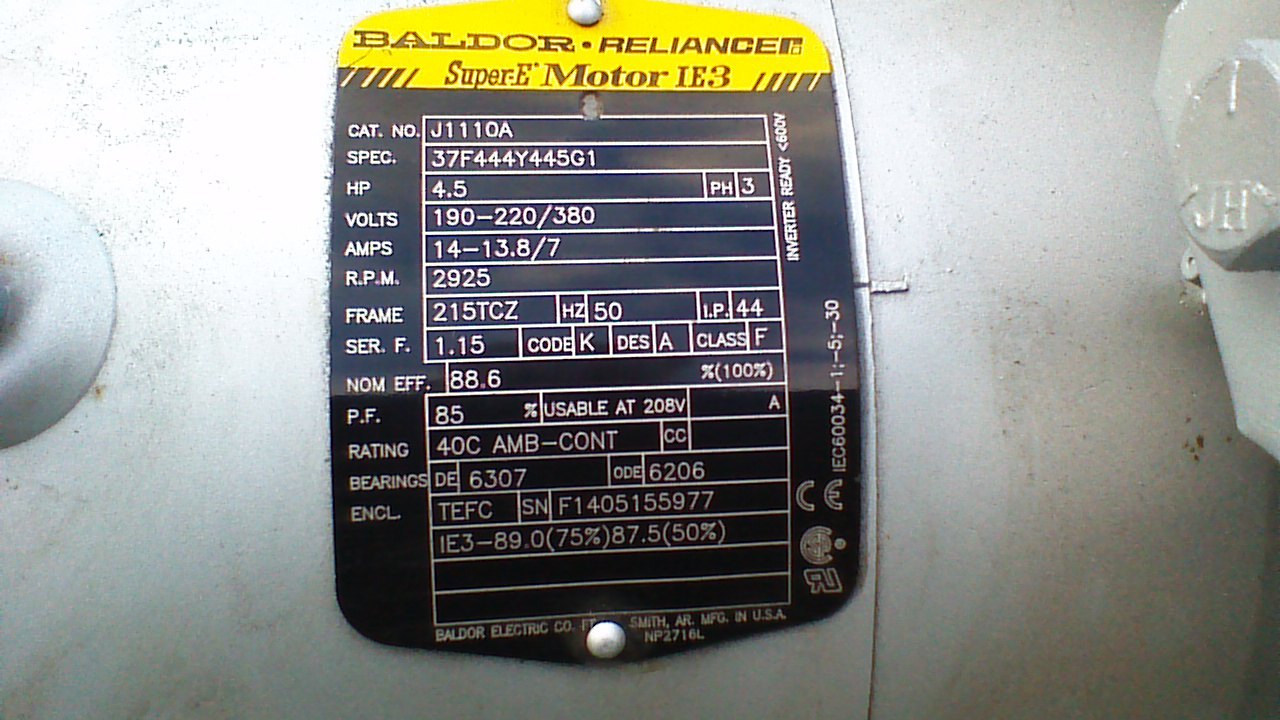 BALDOR • RELIANCER
Super-E Motor IE3
CAT. NO. J1110A
SPEC. 37F444Y445G1
HP 4.5 PH 3
VOLTS 190-220/380
AMPS 14-13.8/7
R.P.M. 2925
FRAME 215TCZ HZ 50 I.P. 44
SER. F. 1.15 CODE K DES A CLASS F
NOM EFF. 88.6 %(100%)
P.F. 85 % USABLE AT 208V A
RATING 40C AMB-CONT CC
BEARINGS DE 6307 ODE 6206
ENCL. TEFC SN F1405155977
IE3-89.0(75%)87.5(50%)
BALDOR ELECTRIC CO. SMITH, AR. MFG. IN U.S.A.
NP2716L
INVERTER READY <600V
IEC60034-1;-5;-30
CE
JH